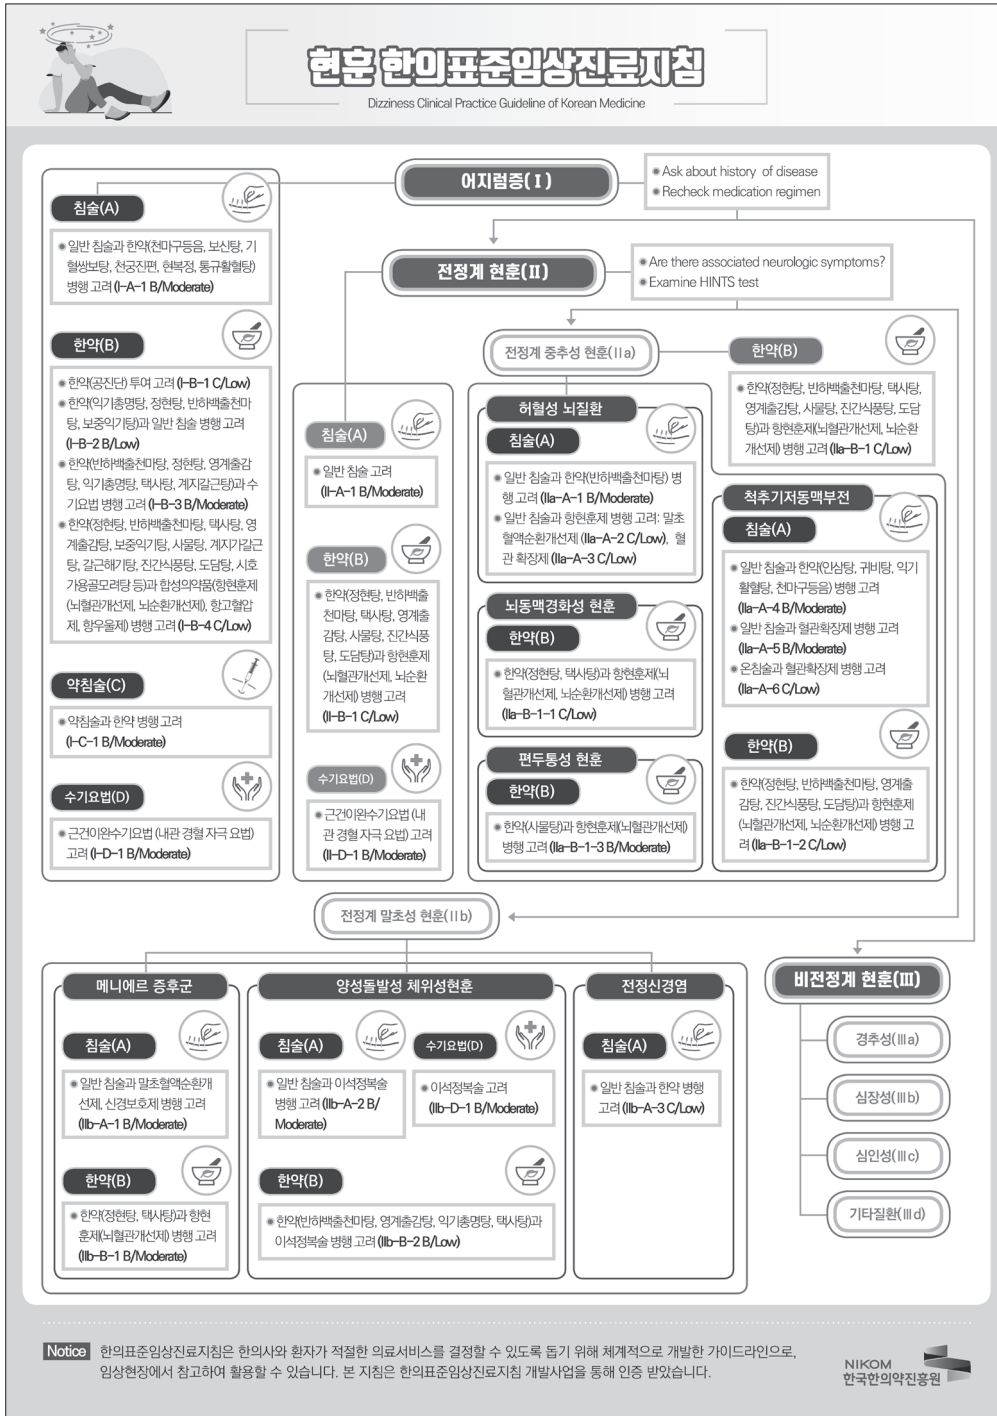 현훈 한의표준임상진료지침
Dizziness Clinical Practice Guideline of Korean Medicine
어지럼증( I )
Ask about history of disease
Recheck medication regimen
침술(A)
일반 침술과 한약(천마구등음, 보신탕, 기
혈쌍보탕, 천궁진편, 현복정, 통규활혈탕)
병행 고려 (I-A-1 B/Moderate)
한약(B)
한약(공진단) 투여 고려 (I-B-1 C/Low)
한약(익기총명탕, 정현탕, 반하백출천마
탕, 보중익기탕)과 일반 침술 병행 고려
(I-B-2 B/Low)
한약(반하백출천마탕, 정현탕, 영계출감
탕, 익기총명탕, 택사탕, 계지갈근탕)과 수
기요법 병행 고려 (I-B-3 B/Moderate)
한약(정현탕, 반하백출천마탕, 택사탕, 영
계출감탕, 보중익기탕, 사물탕, 계지가갈근
탕, 갈근해기탕, 진간식풍탕, 도담탕, 시호
가용골모려탕 등)과 합성의약품(항현훈제
(뇌혈관개선제, 뇌순환개선제), 항고혈압
제, 항우울제) 병행 고려 (I-B-4 C/Low)
약침술(C)
약침술과 한약 병행 고려
(I-C-1 B/Moderate)
수기요법(D)
근건이완수기요법 (내관 경혈 자극 요법)
고려 (I-D-1 B/Moderate)
전정계 현훈(II)
Are there associated neurologic symptoms?
Examine HINTS test
침술(A)
일반 침술 고려
(II-A-1 B/Moderate)
한약(B)
한약(정현탕, 반하백출
천마탕, 택사탕, 영계출
감탕, 사물탕, 진간식풍
탕, 도담탕)과 항현훈제
(뇌혈관개선제, 뇌순환
개선제) 병행 고려
(II-B-1 C/Low)
수기요법(D)
근건이완수기요법 (내
관 경혈 자극 요법) 고려
(II-D-1 B/Moderate)
전정계 중추성 현훈(IIa)
한약(B)
한약(정현탕, 반하백출천마탕, 택사탕,
영계출감탕, 사물탕, 진간식풍탕, 도담
탕)과 항현훈제(뇌혈관개선제, 뇌순환
개선제) 병행 고려 (IIa-B-1 C/Low)
허혈성 뇌질환
침술(A)
일반 침술과 한약(반하백출천마탕) 병
행 고려 (IIa-A-1 B/Moderate)
일반 침술과 항현훈제 병행 고려: 말초
혈액순환개선제 (IIa-A-2 C/Low), 혈
관 확장제 (IIa-A-3 C/Low)
뇌동맥경화성 현훈
한약(B)
한약(정현탕, 택사탕)과 항현훈제(뇌
혈관개선제, 뇌순환개선제) 병행 고려
(IIa-B-1-1 C/Low)
편두통성 현훈
한약(B)
한약(사물탕)과 항현훈제(뇌혈관개선제)
병행 고려 (IIa-B-1-3 B/Moderate)
척추기저동맥부전
침술(A)
일반 침술과 한약(안삼탕, 귀비탕, 익기
활혈탕, 천마구등음) 병행 고려
(IIa-A-4 B/Moderate)
일반 침술과 혈관확장제 병행 고려
(IIa-A-5 B/Moderate)
온침술과 혈관확장제 병행 고려
(IIa-A-6 C/Low)
한약(B)
한약(정현탕, 반하백출천마탕, 영계출
감탕, 진간식풍탕, 도담탕)과 항현훈제
(뇌혈관개선제, 뇌순환개선제) 병행 고
려 (IIa-B-1-2 C/Low)
전정계 말초성 현훈(IIb)
메니에르 증후군
침술(A)
일반 침술과 말초혈액순환개
선제, 신경보호제 병행 고려
(IIb-A-1 B/Moderate)
한약(B)
한약(정현탕, 택사탕)과 항현
훈제(뇌혈관개선제) 병행 고려
(IIb-B-1 B/Moderate)
양성돌발성 체위성현훈
침술(A)
일반 침술과 이석정복술
병행 고려 (IIb-A-2 B/
Moderate)
수기요법(D)
이석정복술 고려
(IIb-D-1 B/Moderate)
한약(B)
한약(반하백출천마탕, 영계출감탕, 익기총명탕, 택사탕)과
이석정복술 병행 고려 (IIb-B-2 B/Low)
전정신경염
침술(A)
일반 침술과 한약 병행
고려 (IIb-A-3 C/Low)
비전정계 현훈(III)
경추성(IIIa)
심장성(IIIb)
심인성(IIIc)
기타질환(IIId)
Notice 한의표준임상진료지침은 한의사와 환자가 적절한 의료서비스를 결정할 수 있도록 돕기 위해 체계적으로 개발한 가이드라인으로,
임상현장에서 참고하여 활용할 수 있습니다. 본 지침은 한의표준임상진료지침 개발사업을 통해 인증 받았습니다.
NIKOM
한국한의약진흥원